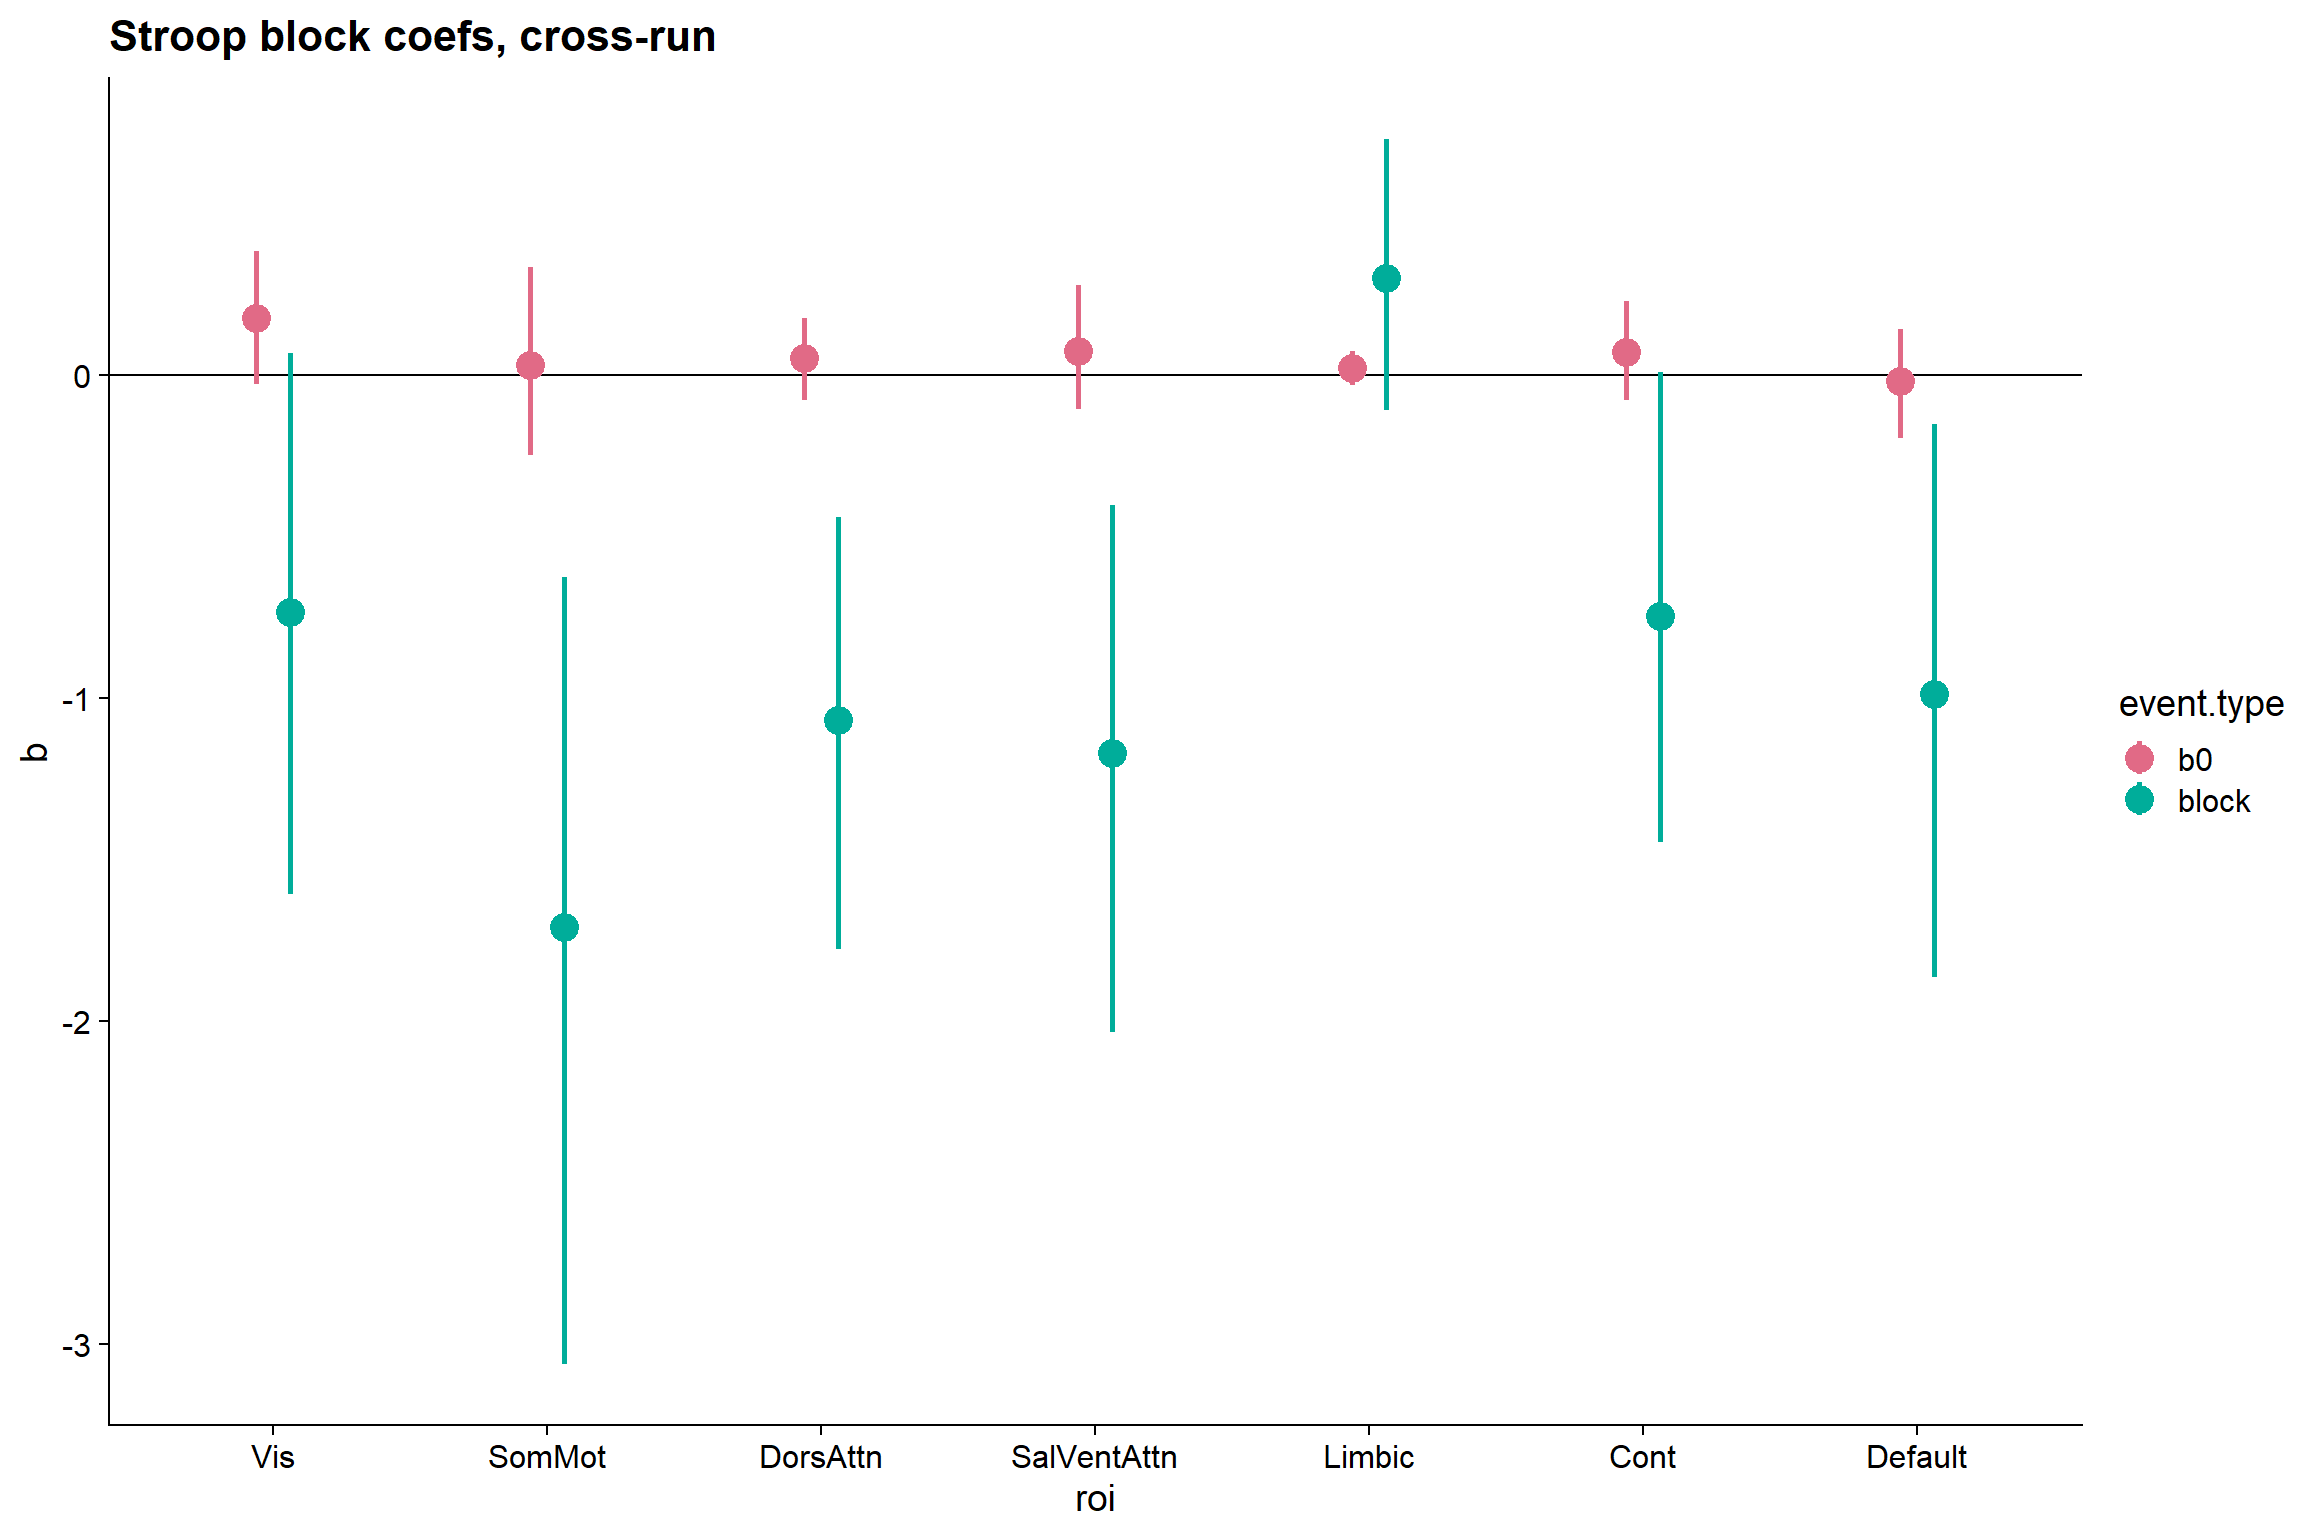 Stroop block coefs, cross-run
0
-1
-2
-3
b
Vis
SomMot
DorsAttn
SalVentAttn
Limbic
Cont
Default
roi
event.type
b0
block